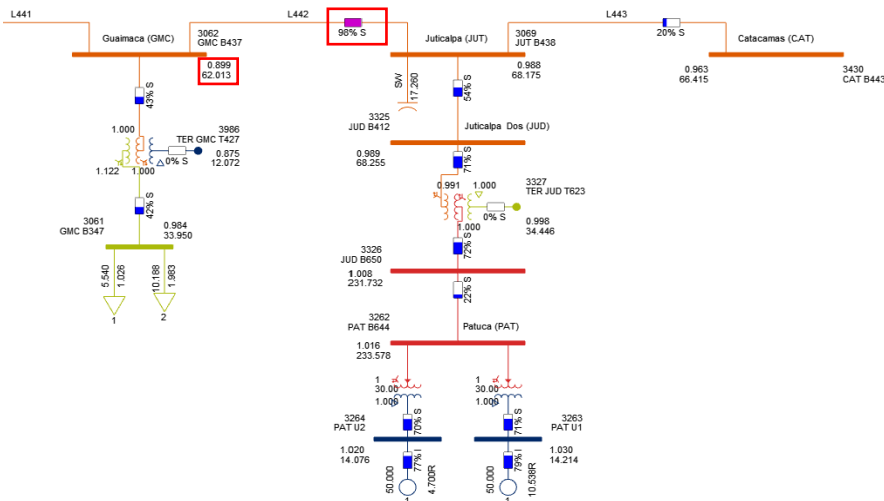 L441
L442
L443
98% S
20% S
Guaimaca (GMC)
3062
GMC B437
Juticalpa (JUT)
3069
JUT B438
Catacamas (CAT)
0.899
62.013
0.988
68.175
0.963
66.415
3430
CAT B443
43% S
SW
17.260
54% S
3325
JUD B412
Juticalpa Dos (JUD)
1.000
3986
TER GMC T427
0.875
12.072
0% S
1.122
1.000
0.989
68.255
71% S
0.991
1.000
3327
TER JUD T623
0% S
0.998
34.446
1.000
42% S
3061
GMC B347
0.984
33.950
72% S
3326
JUD B650
1.008
231.732
5.540
1.026
10.188
1.983
1
2
22% S
3262
PAT B644
Patuca (PAT)
1.016
233.578
1
30.00
1.000
1
30.00
1.000
3264
PAT U2
70% S
71% S
3263
PAT U1
1.020
14.076
77% I
1.030
14.214
79% I
50.000
4.700R
50.000
10.538R
1
1